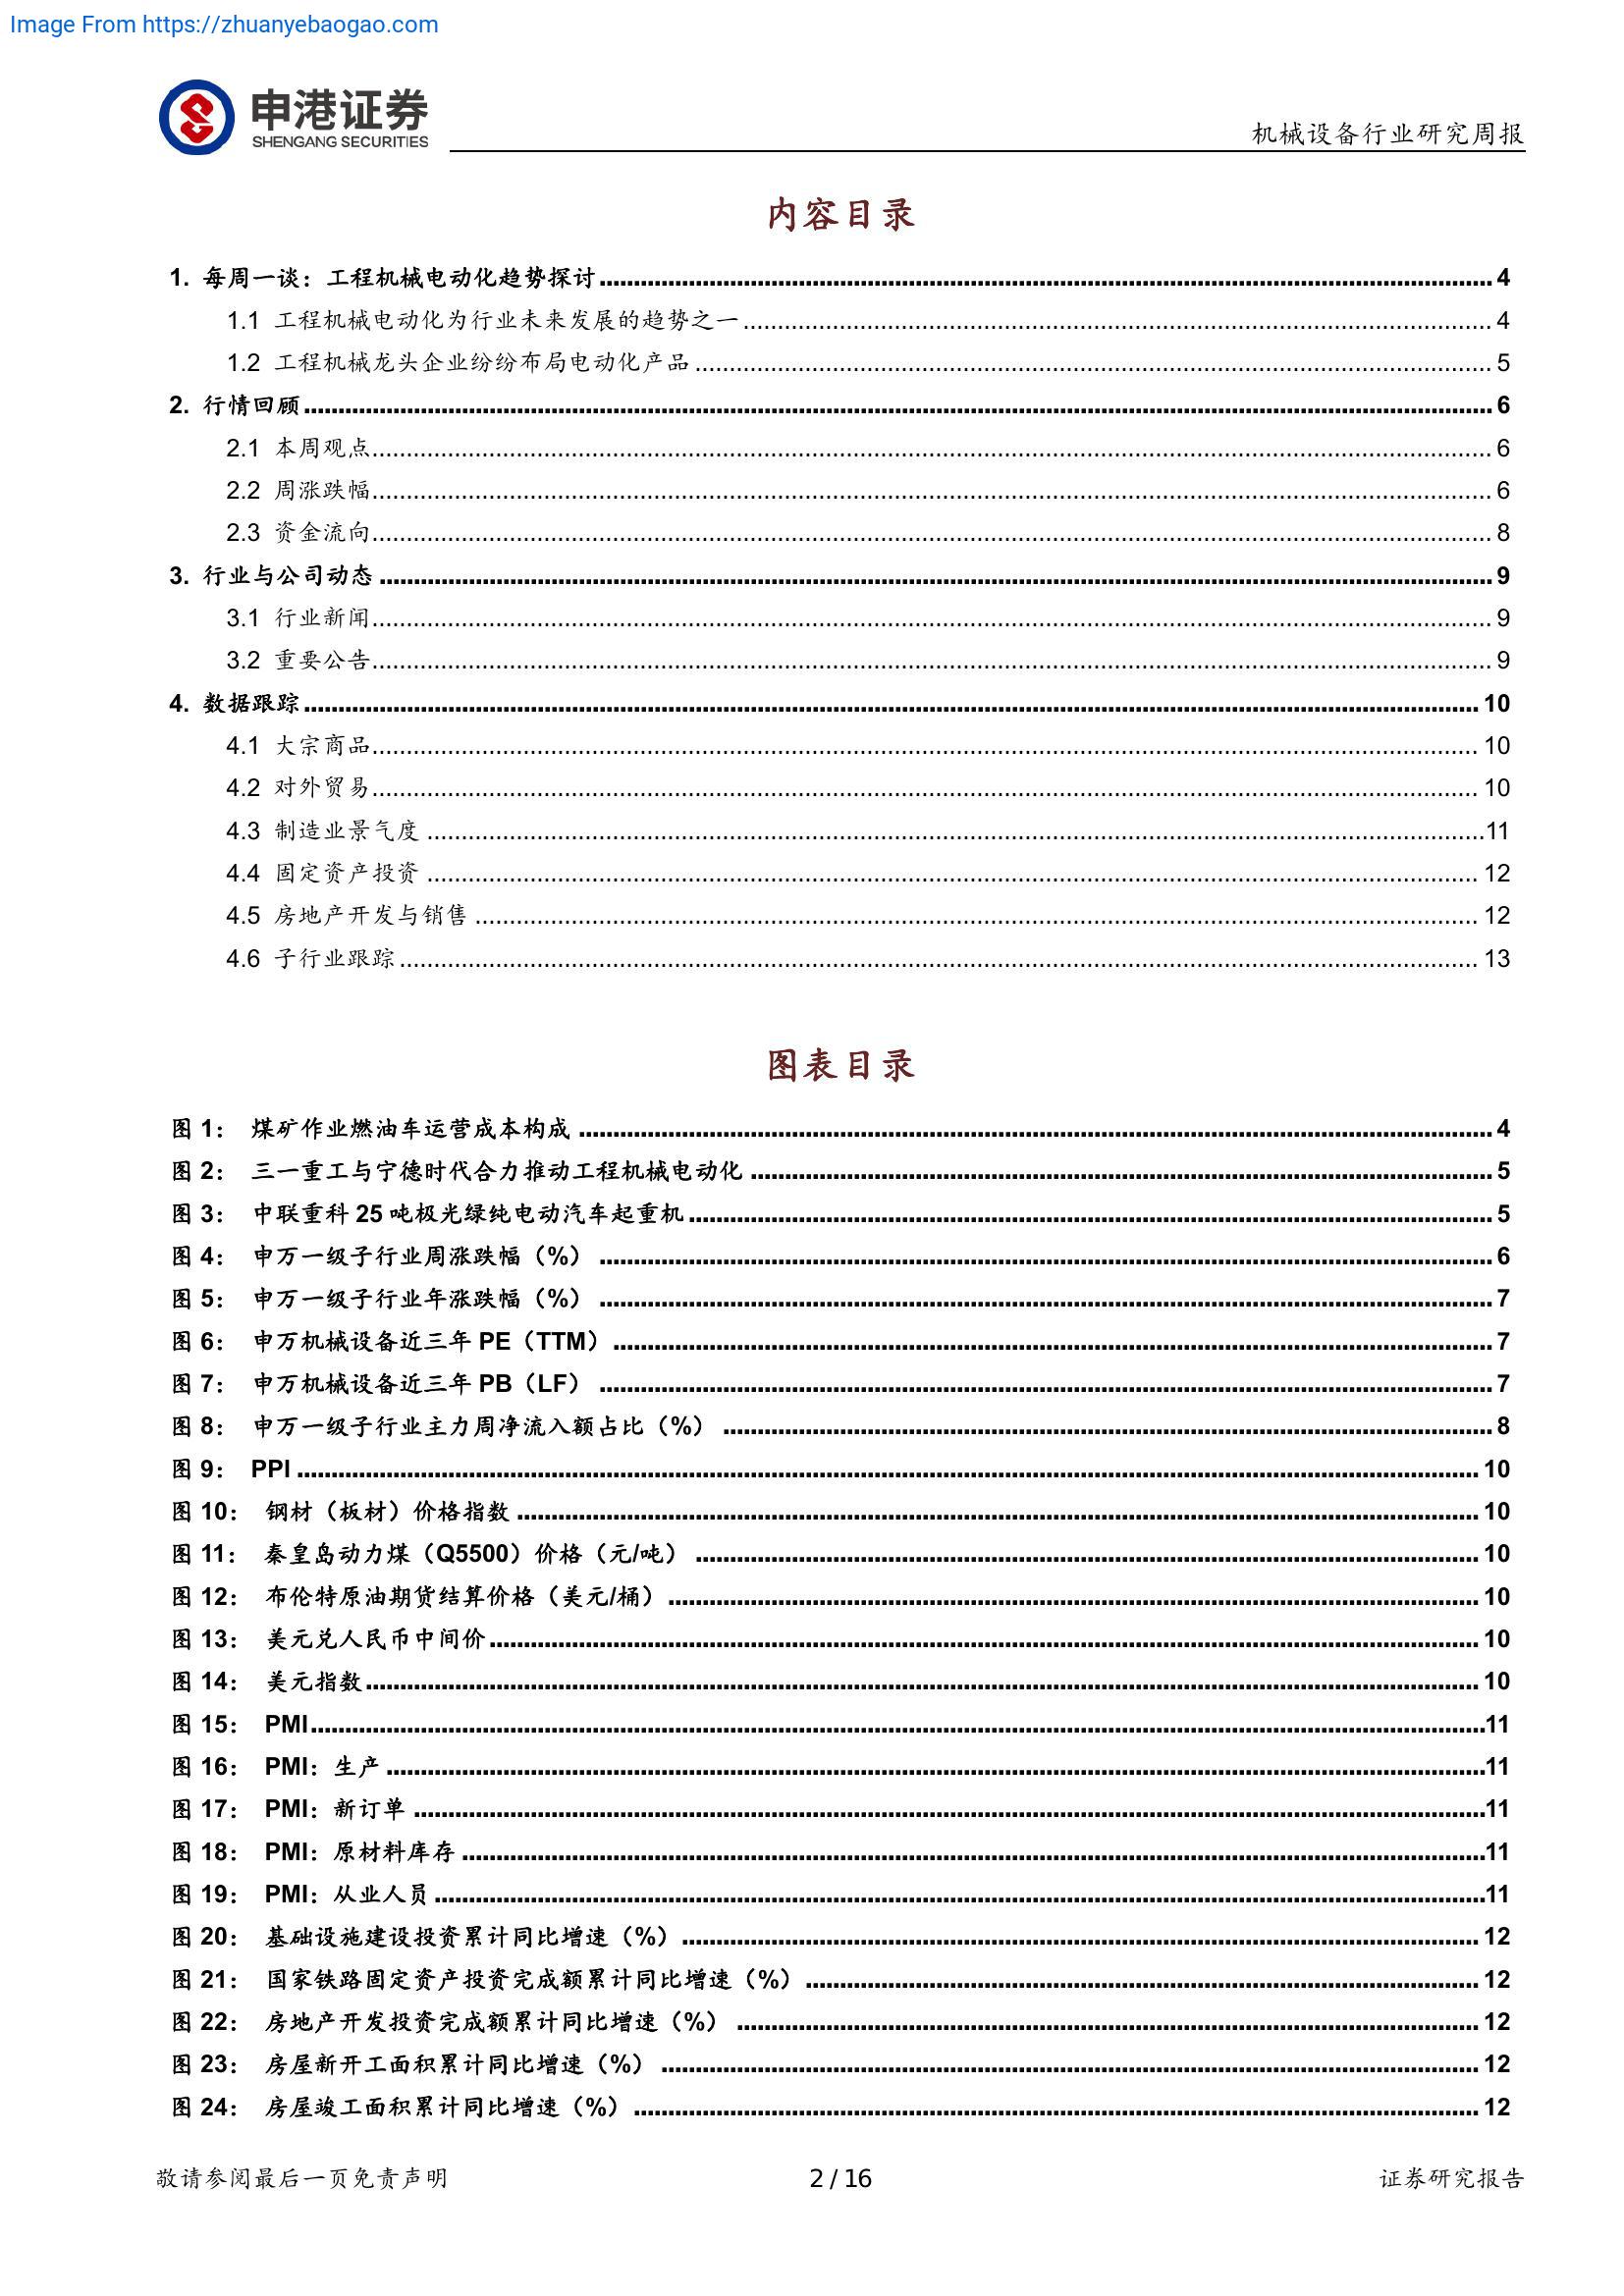 Image From https://zhuanyebaogao.com
申港证券
SHENGANG SECURITIES
机械设备行业研究周报
内容目录
1. 每周一谈：工程机械电动化趋势探讨 4
1.1 工程机械电动化为行业未来发展的趋势之一 4
1.2 工程机械龙头企业纷纷布局电动化产品 5
2. 行情回顾 6
2.1 本周观点 6
2.2 周涨跌幅 6
2.3 资金流向 8
3. 行业与公司动态 9
3.1 行业新闻 9
3.2 重要公告 9
4. 数据跟踪 10
4.1 大宗商品 10
4.2 对外贸易 10
4.3 制造业景气度 11
4.4 固定资产投资 12
4.5 房地产开发与销售 12
4.6 子行业跟踪 13
图表目录
图 1： 煤矿作业燃油车运营成本构成 4
图 2： 三一重工与宁德时代合力推动工程机械电动化 5
图 3： 中联重科 25 吨极光绿纯电动汽车起重机 5
图 4： 申万一级子行业周涨跌幅（%） 6
图 5： 申万一级子行业年涨跌幅（%） 7
图 6： 申万机械设备近三年 PE（TTM） 7
图 7： 申万机械设备近三年 PB（LF） 7
图 8： 申万一级子行业主力周净流入额占比（%） 8
图 9： PPI 10
图 10： 钢材（板材）价格指数 10
图 11： 秦皇岛动力煤（Q5500）价格（元/吨） 10
图 12： 布伦特原油期货结算价格（美元/桶） 10
图 13： 美元兑人民币中间价 10
图 14： 美元指数 10
图 15： PMI 11
图 16： PMI：生产 11
图 17： PMI：新订单 11
图 18： PMI：原材料库存 11
图 19： PMI：从业人员 11
图 20： 基础设施建设投资累计同比增速（%） 12
图 21： 国家铁路固定资产投资完成额累计同比增速（%） 12
图 22： 房地产开发投资完成额累计同比增速（%） 12
图 23： 房屋新开工面积累计同比增速（%） 12
图 24： 房屋竣工面积累计同比增速（%） 12
敬请参阅最后一页免责声明
2 / 16
证券研究报告